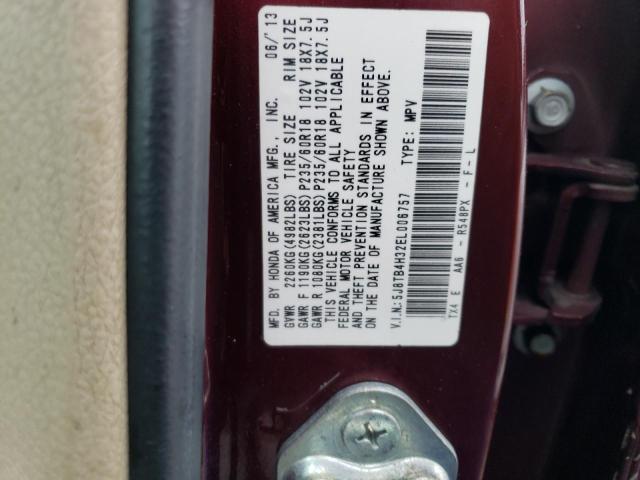 MFD. BY HONDA OF AMERICA MFG., INC. 06/'13
GVWR 2260KG(4982LBS) TIRE SIZE RIM SIZE
GAWR F 1190KG(2623LBS) P235/60R18 102V 18X7.5J
GAWR R 1080KG(2381LBS) P235/60R18 102V 18X7.5J
THIS VEHICLE CONFORMS TO ALL APPLICABLE
FEDERAL MOTOR VEHICLE SAFETY
AND THEFT PREVENTION STANDARDS IN EFFECT
ON THE DATE OF MANUFACTURE SHOWN ABOVE.
V.I.N.:5J8TB4H32EL006757 TYPE: MPV
TX4 E AA6 - R548PX - F - L